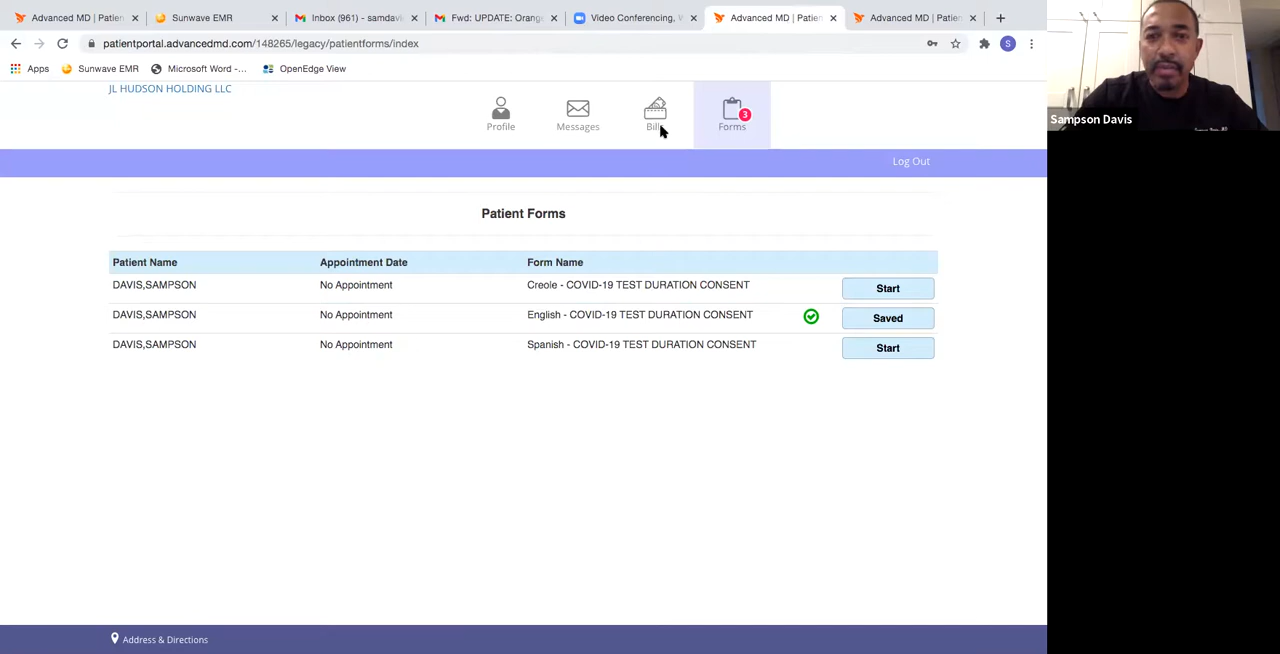 Advanced MD | Patien
Sunwave EMR
Inbox (961) - samdavi
Fwd: UPDATE: Orang
Video Conferencing, W
Advanced MD | Patien
Advanced MD | Patien
patientportal.advancedmd.com/148265/legacy/patientforms/index
S
Apps
Sunwave EMR
Microsoft Word -...
OpenEdge View
JL HUDSON HOLDING LLC
Profile
Messages
Bills
3
Forms
Sampson Davis
Log Out
Patient Forms
Patient Name Appointment Date Form Name
DAVIS,SAMPSON No Appointment Creole - COVID-19 TEST DURATION CONSENT Start
DAVIS,SAMPSON No Appointment English - COVID-19 TEST DURATION CONSENT Saved
DAVIS,SAMPSON No Appointment Spanish - COVID-19 TEST DURATION CONSENT Start
Address & Directions